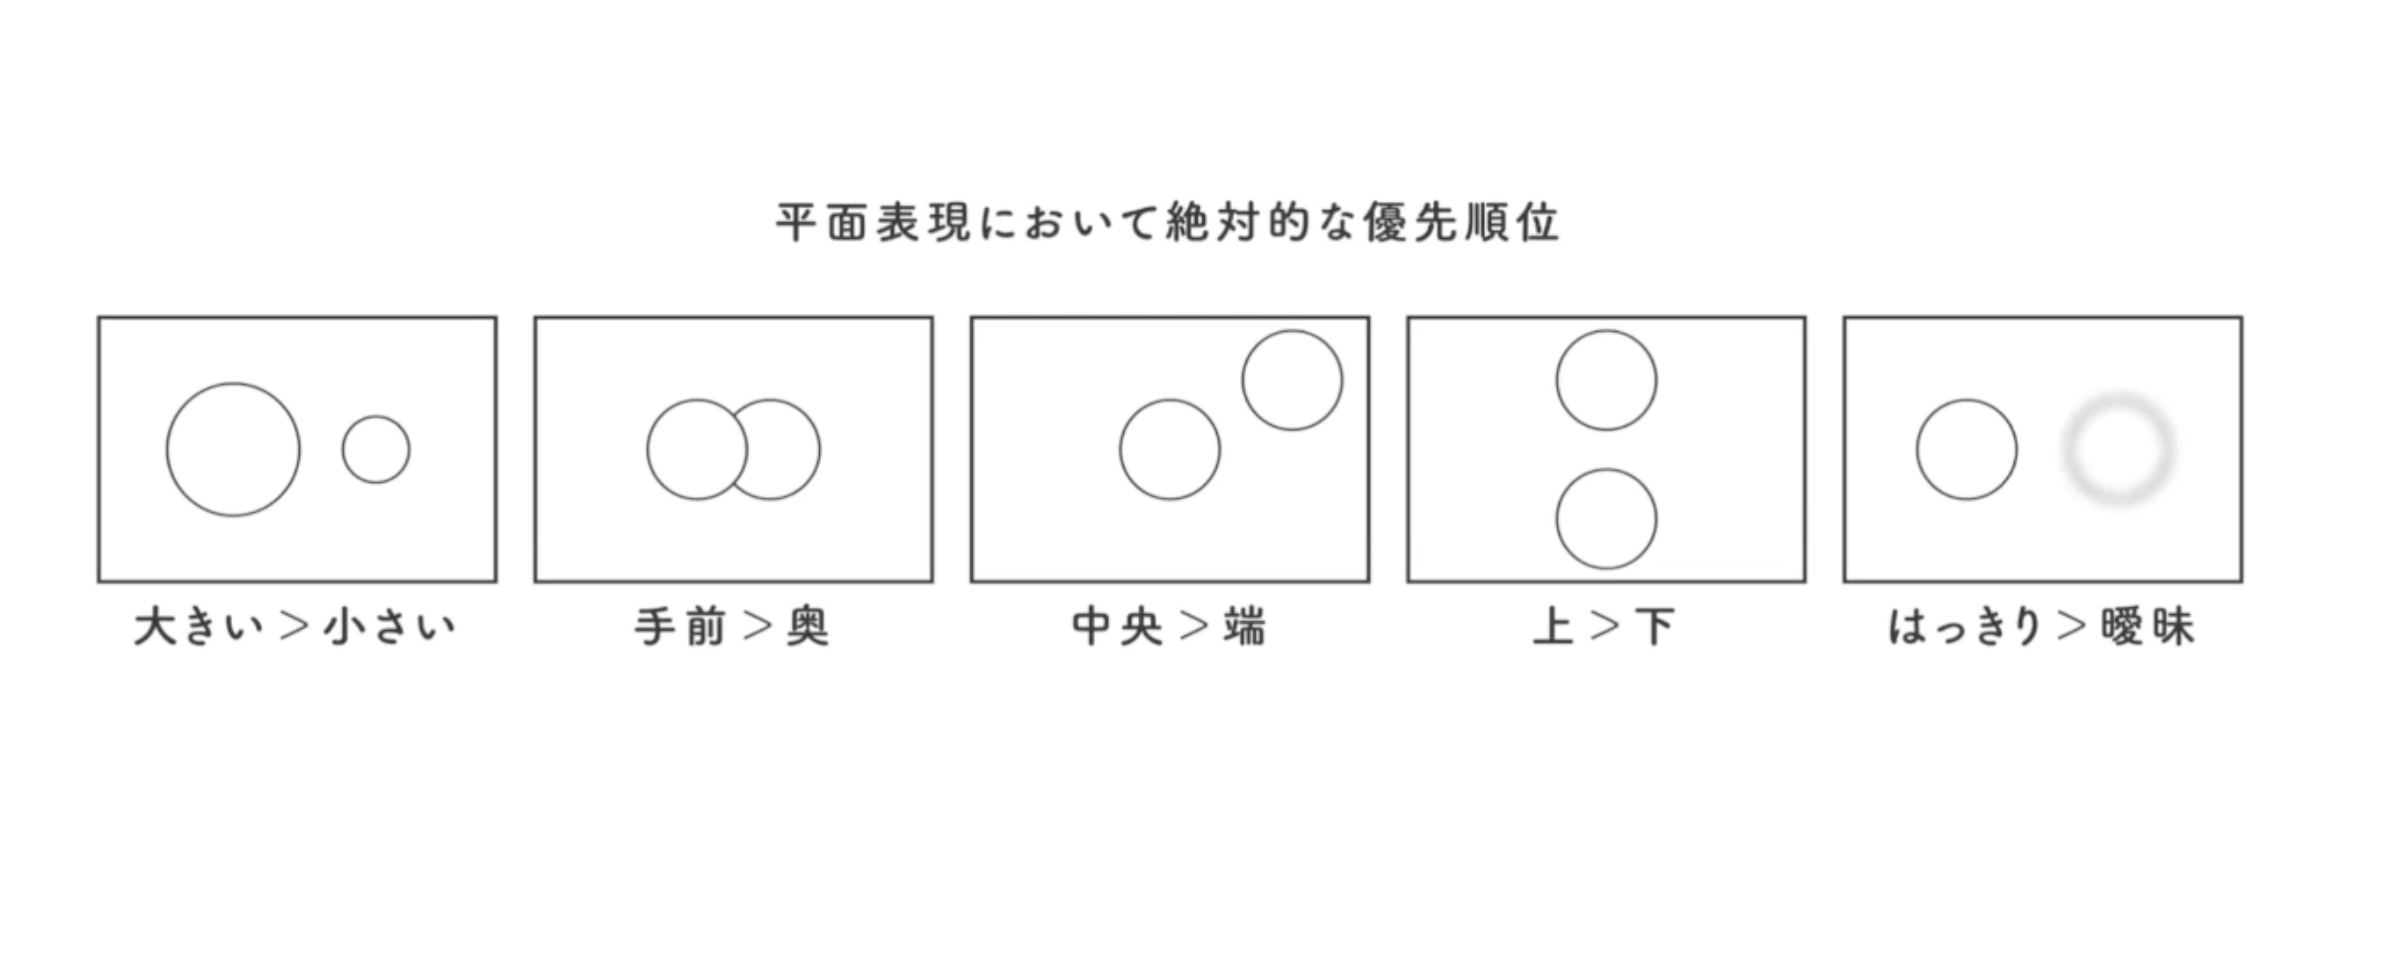 平面表現において絶対的な優先順位
大きい > 小さい
手前 > 奥
中央 > 端
上 > 下
はっきり > 曖昧